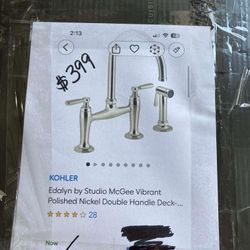 2:13
$399
KOHLER
Edalyn by Studio McGee Vibrant
Polished Nickel Double Handle Deck-...
28
Now